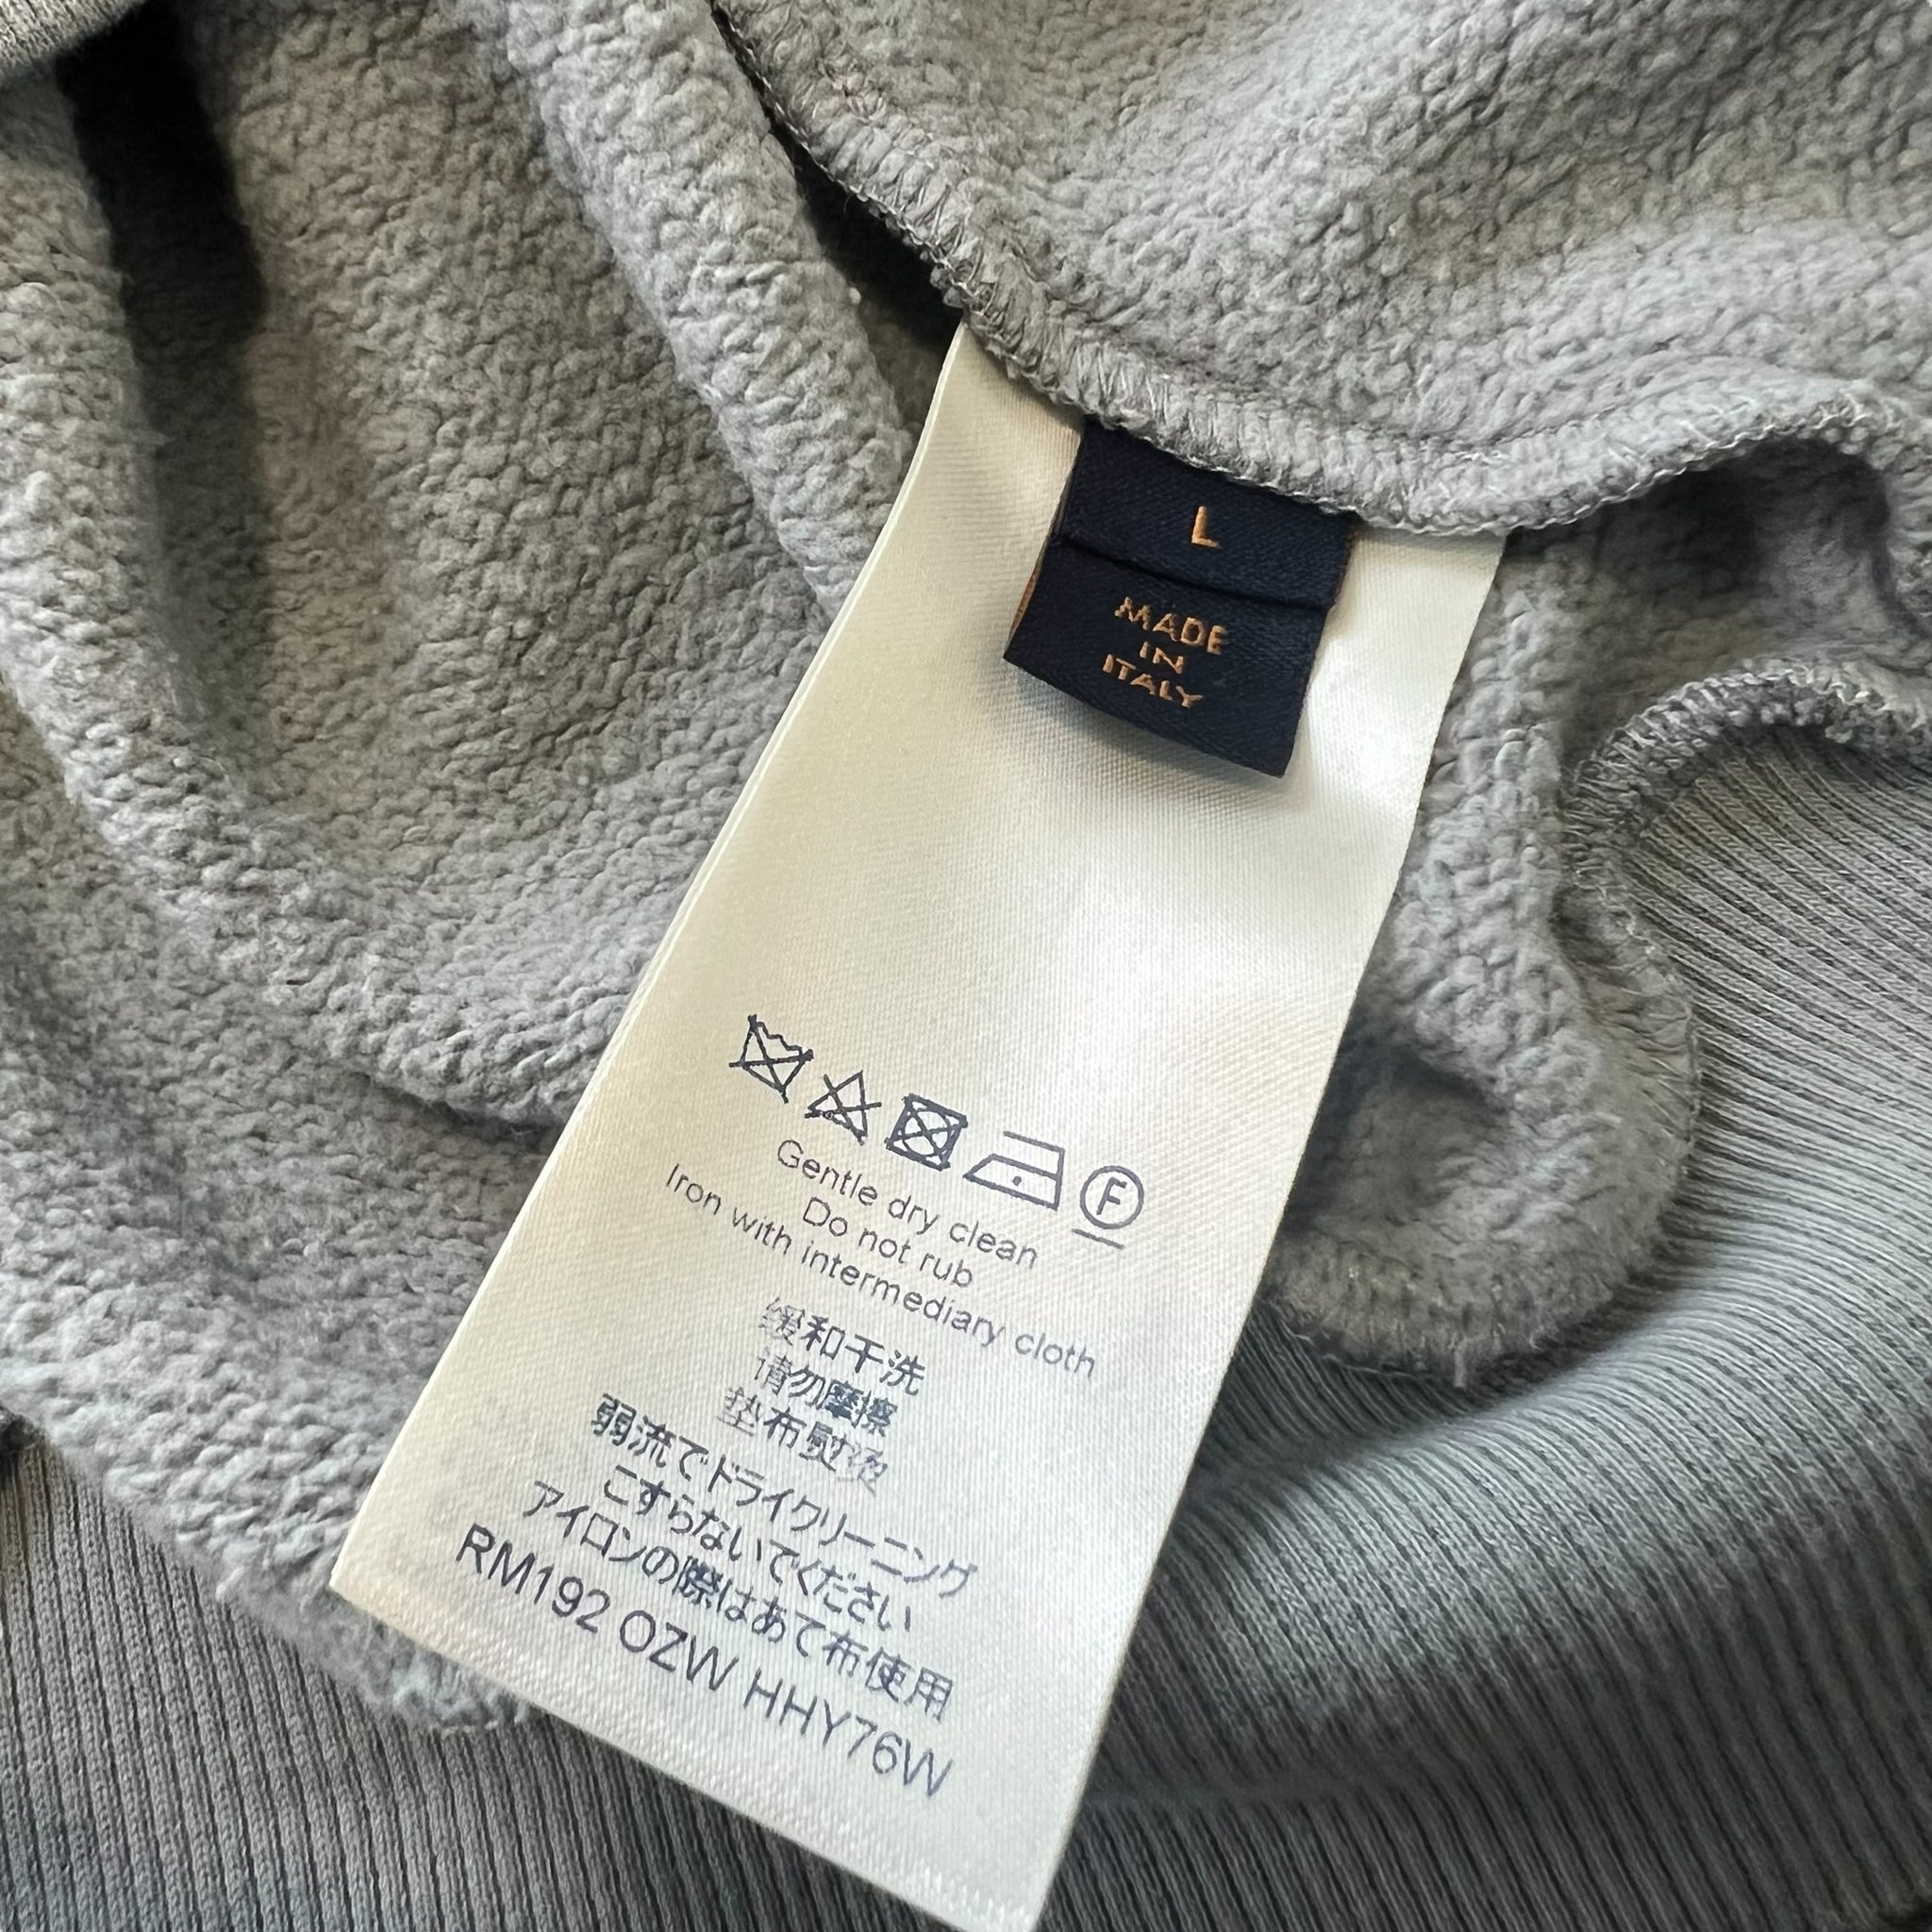 L
MADE
IN
ITALY
F
Gentle dry clean
Do not rub
Iron with intermediary cloth
缓和干洗
请勿摩擦
垫布熨烫
弱流でドライクリーニング
こすらないでください
アイロンの際はあて布使用
RM192 OZW HHY76W